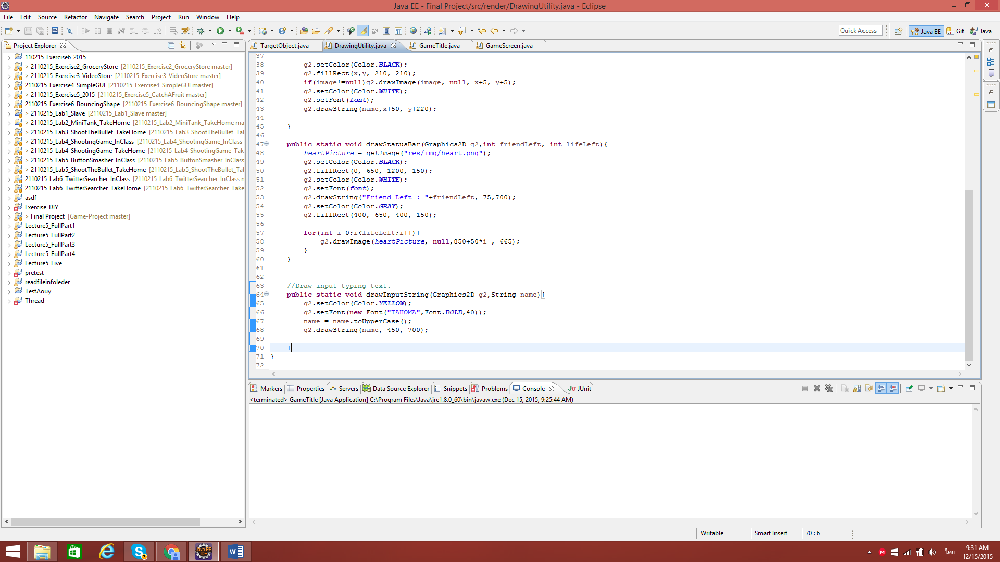 Java EE - Final Project/src/render/DrawingUtility.java - Eclipse
File Edit Source Refactor Navigate Search Project Run Window Help
Quick Access Java EE Git Java
Project Explorer
110215_Exercise6_2015
> 2110215_Exercise2_GroceryStore [2110215_Exercise2_GroceryStore master]
> 2110215_Exercise3_VideoStore [2110215_Exercise3_VideoStore master]
2110215_Exercise4_SimpleGUI [2110215_Exercise4_SimpleGUI master]
> 2110215_Exercise5_2015 [2110215_Exercise5_CatchAFruit master]
2110215_Exercise6_BouncingShape [2110215_Exercise6_BouncingShape master]
> 2110215_Lab1_Slave [2110215_Lab1_Slave master]
> 2110215_Lab2_MiniTank_TakeHome [2110215_Lab2_MiniTank_TakeHome ma
> 2110215_Lab3_ShootTheBullet_TakeHome [2110215_Lab3_ShootTheBullet_Tak
> 2110215_Lab4_ShootingGame_InClass [2110215_Lab4_ShootingGame_InClass
> 2110215_Lab4_ShootingGame_TakeHome [2110215_Lab4_ShootingGame_Tak
> 2110215_Lab5_ButtonSmasher_InClass [2110215_Lab5_ButtonSmasher_InClass
> 2110215_Lab5_ShootTheBullet_TakeHome [2110215_Lab5_ShootTheBullet_Tak
2110215_Lab6_TwitterSearcher_InClass [2110215_Lab6_TwitterSearcher_InClass n
2110215_Lab6_TwitterSearcher_TakeHome [2110215_Lab6_TwitterSearcher_Take
asdf
Exercise_DIY
> Final Project [Game-Project master]
Lecture5_FullPart1
Lecture5_FullPart2
Lecture5_FullPart3
Lecture5_FullPart4
Lecture5_Live
pretest
readfileinfoleder
TestAouy
Thread
TargetObject.java DrawingUtility.java GameTitle.java GameScreen.java
37
38 g2.setColor(Color.BLACK);
39 g2.fillRect(x,y, 210, 210);
40 if(image!=null)g2.drawImage(image, null, x+5, y+5);
41 g2.setColor(Color.WHITE);
42 g2.setFont(font);
43 g2.drawString(name,x+50, y+220);
44
45 }
46
47 public static void drawStatusBar(Graphics2D g2,int friendLeft, int lifeLeft){
48 heartPicture = getImage("res/img/heart.png");
49 g2.setColor(Color.BLACK);
50 g2.fillRect(0, 650, 1200, 150);
51 g2.setColor(Color.WHITE);
52 g2.setFont(font);
53 g2.drawString("Friend Left : "+friendLeft, 75,700);
54 g2.setColor(Color.GRAY);
55 g2.fillRect(400, 650, 400, 150);
56
57 for(int i=0;i<lifeLeft;i++){
58 g2.drawImage(heartPicture, null,850+50*i , 665);
59 }
60 }
61
62
63 //Draw input typing text.
64 public static void drawInputString(Graphics2D g2,String name){
65 g2.setColor(Color.YELLOW);
66 g2.setFont(new Font("TAHOMA",Font.BOLD,40));
67 name = name.toUpperCase();
68 g2.drawString(name, 450, 700);
69
70 }
71 }
72
Markers Properties Servers Data Source Explorer Snippets Problems Console JUnit
<terminated> GameTitle [Java Application] C:\Program Files\Java\jre1.8.0_60\bin\javaw.exe (Dec 15, 2015, 9:25:44 AM)
Writable Smart Insert 70 : 6
ไทย
9:31 AM
12/15/2015